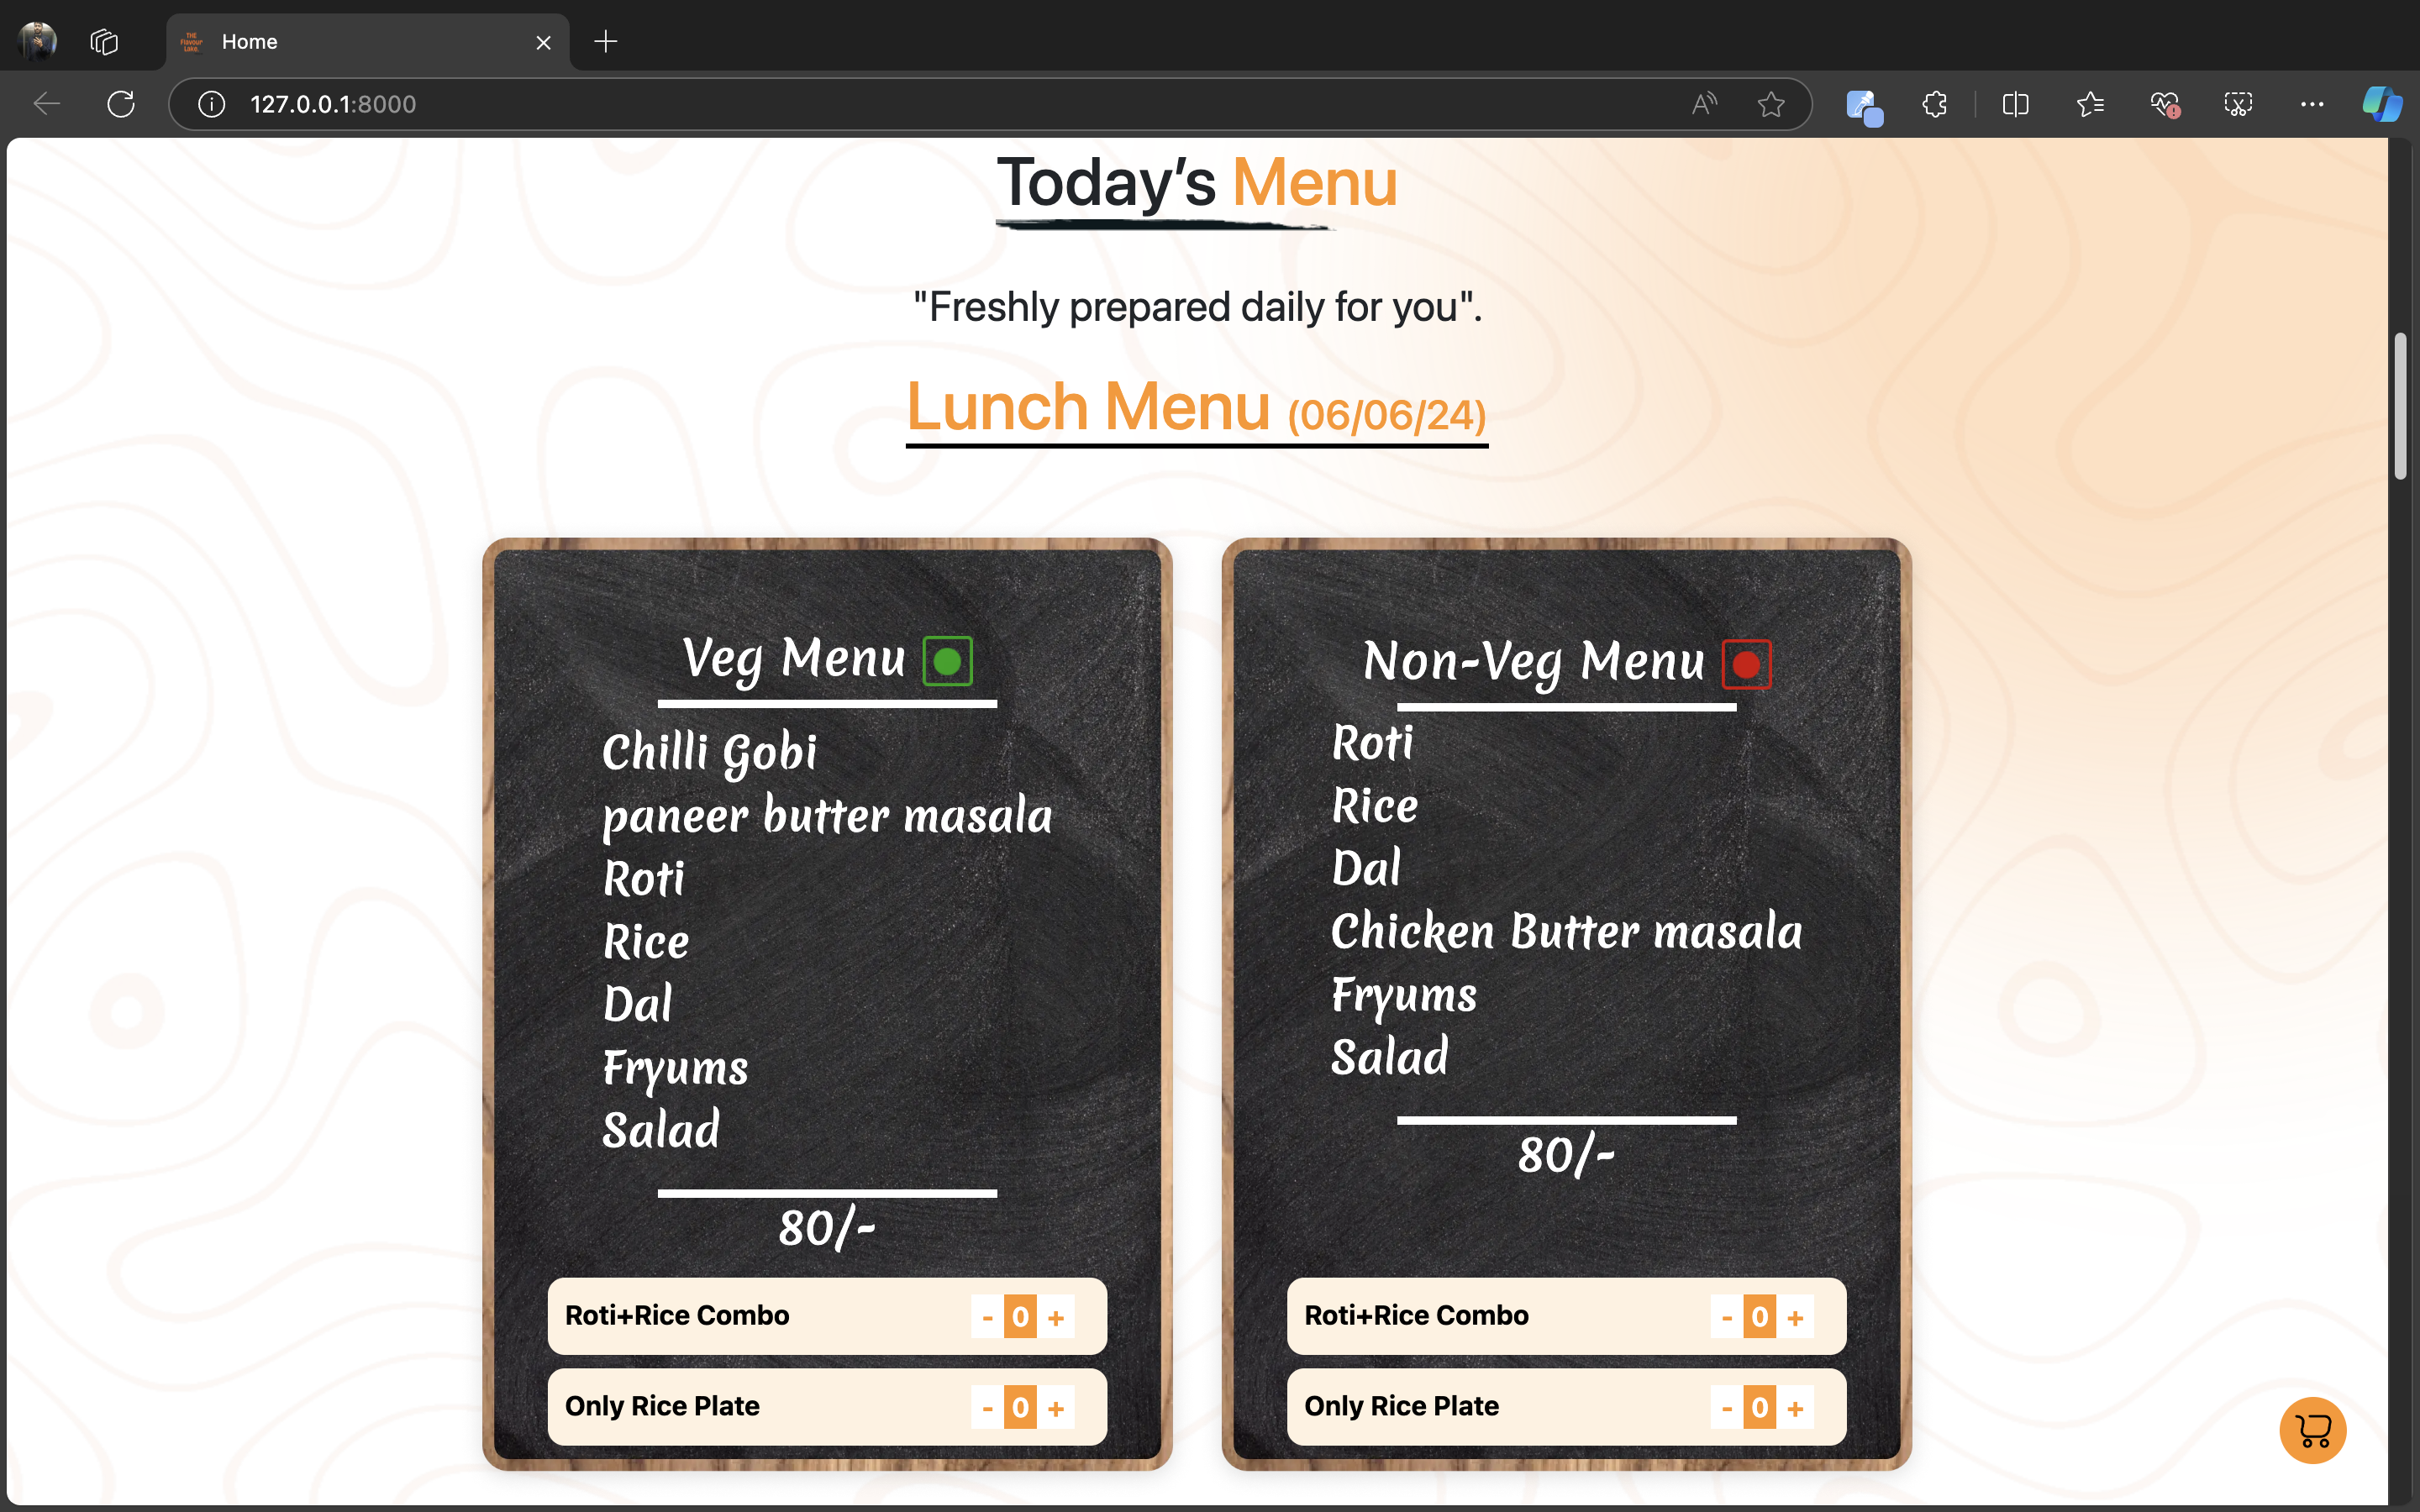 THE
Flavour
Lake.
Home
127.0.0.1:8000
Today's Menu
"Freshly prepared daily for you".
Lunch Menu (06/06/24)
Veg Menu
Chilli Gobi
paneer butter masala
Roti
Rice
Dal
Fryums
Salad
80/-
Roti+Rice Combo - 0 +
Only Rice Plate - 0 +
Non-Veg Menu
Roti
Rice
Dal
Chicken Butter masala
Fryums
Salad
80/-
Roti+Rice Combo - 0 +
Only Rice Plate - 0 +